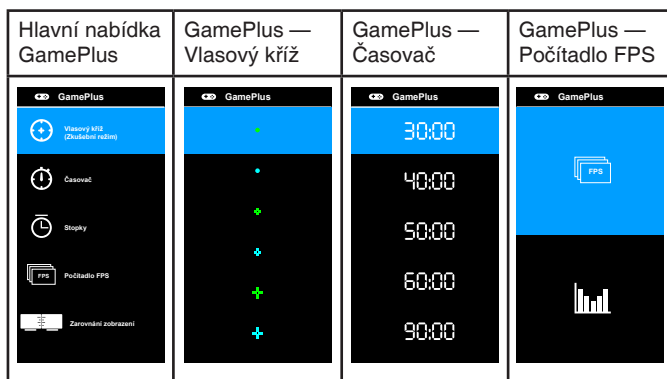 Hlavní nabídka
GamePlus
GamePlus —
Vlasový kříž
GamePlus —
Časovač
GamePlus —
Počítadlo FPS
GamePlus
Vlasový kříž
(Zkušební režim)
Časovač
Stopky
FPS
Počítadlo FPS
Zarovnání zobrazení
GamePlus
GamePlus
30:00
40:00
50:00
60:00
90:00
GamePlus
FPS